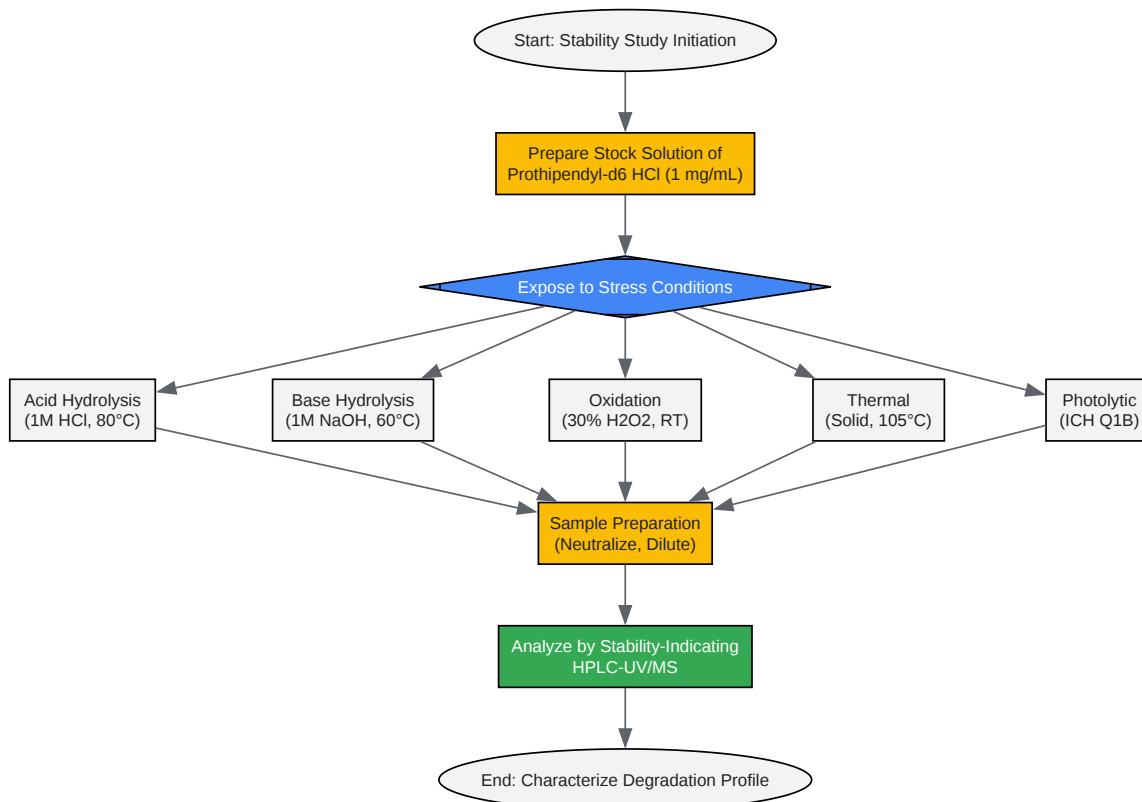 Start: Stability Study Initiation
Prepare Stock Solution of
Prothipendyl-d6 HCl (1 mg/mL)
Expose to Stress Conditions
Acid Hydrolysis
(1M HCl, 80°C)
Base Hydrolysis
(1M NaOH, 60°C)
Oxidation
(30% H2O2, RT)
Thermal
(Solid, 105°C)
Photolytic
(ICH Q1B)
Sample Preparation
(Neutralize, Dilute)
Analyze by Stability-Indicating
HPLC-UV/MS
End: Characterize Degradation Profile